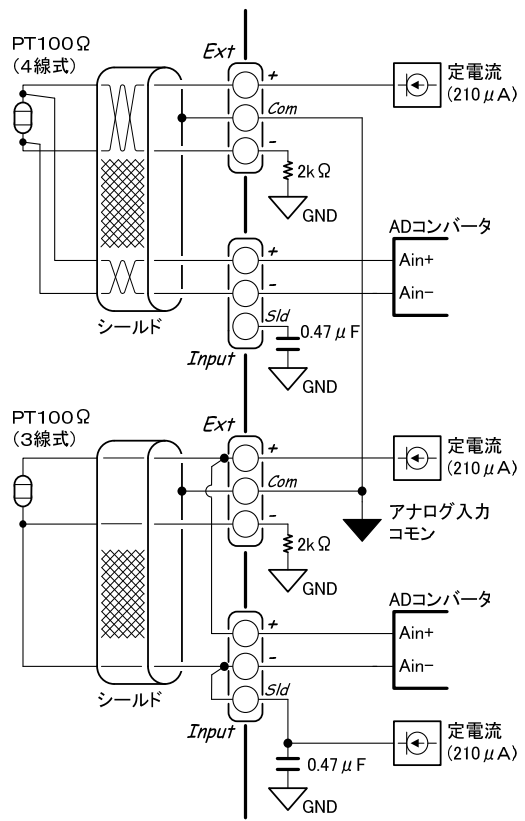 PT100Ω
(4線式)
Ext
+
Com
-
定電流
(210μA)
2kΩ
GND
ADコンバータ
+
Ain+
-
Ain-
Sld
0.47μF
Input
GND
シールド
PT100Ω
(3線式)
Ext
+
Com
-
定電流
(210μA)
アナログ入力
コモン
2kΩ
GND
ADコンバータ
+
Ain+
-
Ain-
Sld
シールド
Input
定電流
(210μA)
0.47μF
GND